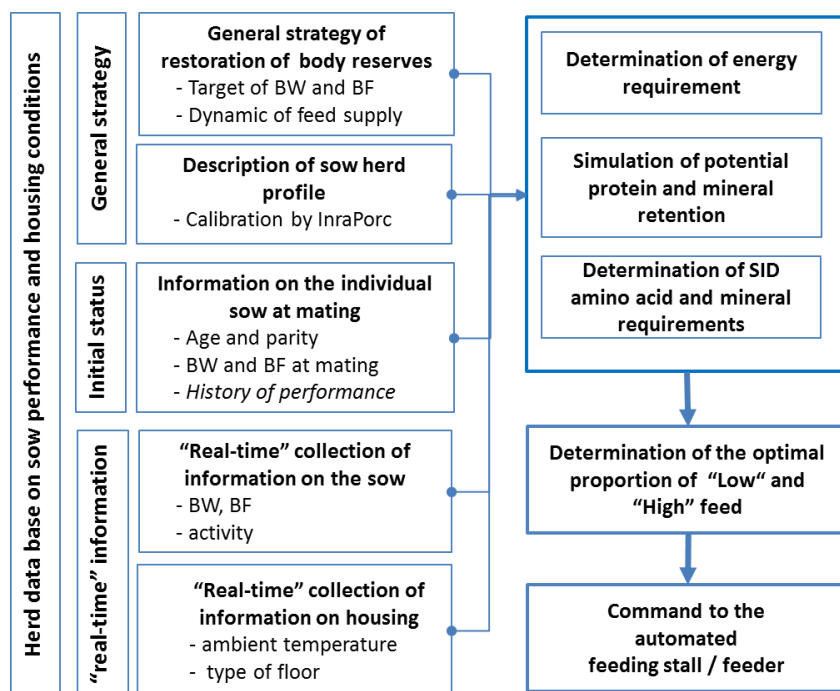 Herd data base on sow performance and housing conditions
General strategy
General strategy of
restoration of body reserves
- Target of BW and BF
- Dynamic of feed supply
Description of sow herd
profile
- Calibration by InraPorc
Initial status
Information on the individual
sow at mating
- Age and parity
- BW and BF at mating
- History of performance
"real-time" information
“Real-time” collection of
information on the sow
- BW, BF
- activity
“Real-time” collection of
information on housing
- ambient temperature
- type of floor
Determination of energy
requirement
Simulation of potential
protein and mineral
retention
Determination of SID
amino acid and mineral
requirements
Determination of the optimal
proportion of “Low“ and
“High” feed
Command to the
automated
feeding stall / feeder